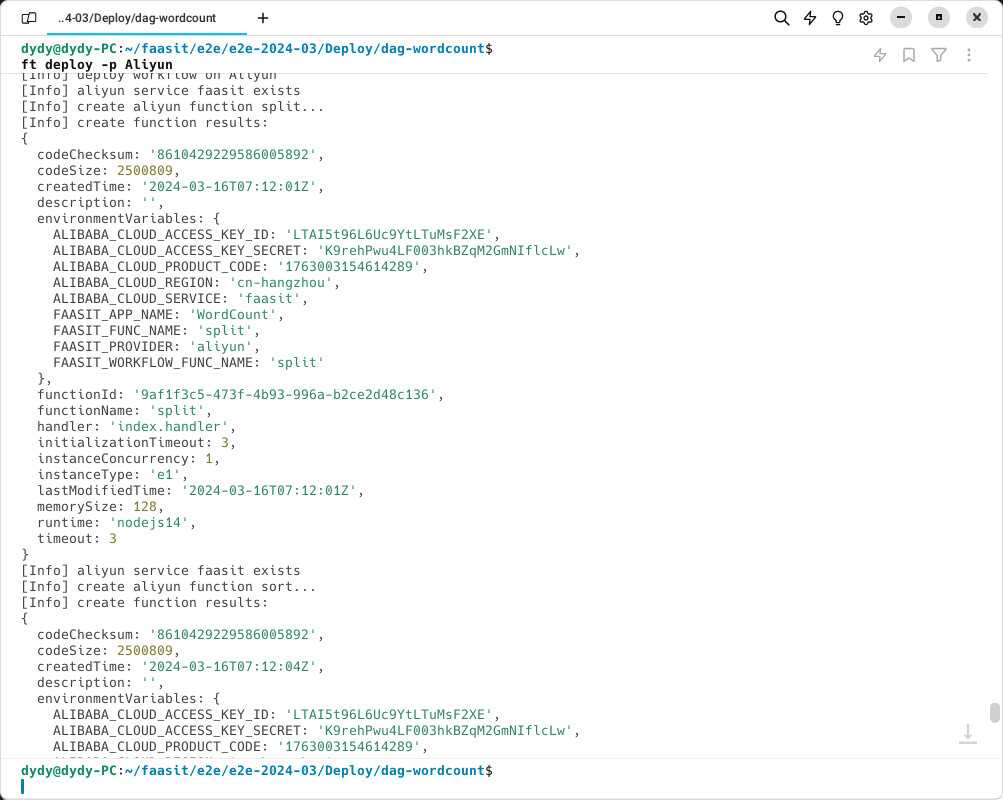 ..4-03/Deploy/dag-wordcount
dydy@dydy-PC:~/faasit/e2e/e2e-2024-03/Deploy/dag-wordcount$
ft deploy -p Aliyun
[Info] deploy workflow on Aliyun
[Info] aliyun service faasit exists
[Info] create aliyun function split...
[Info] create function results:
{
  codeChecksum: '8610429229586005892',
  codeSize: 2500809,
  createdTime: '2024-03-16T07:12:01Z',
  description: '',
  environmentVariables: {
    ALIBABA_CLOUD_ACCESS_KEY_ID: 'LTAI5t96L6Uc9YtLTuMsF2XE',
    ALIBABA_CLOUD_ACCESS_KEY_SECRET: 'K9rehPwu4LF003hkBZqM2GmNIflcLw',
    ALIBABA_CLOUD_PRODUCT_CODE: '1763003154614289',
    ALIBABA_CLOUD_REGION: 'cn-hangzhou',
    ALIBABA_CLOUD_SERVICE: 'faasit',
    FAASIT_APP_NAME: 'WordCount',
    FAASIT_FUNC_NAME: 'split',
    FAASIT_PROVIDER: 'aliyun',
    FAASIT_WORKFLOW_FUNC_NAME: 'split'
  },
  functionId: '9af1f3c5-473f-4b93-996a-b2ce2d48c136',
  functionName: 'split',
  handler: 'index.handler',
  initializationTimeout: 3,
  instanceConcurrency: 1,
  instanceType: 'e1',
  lastModifiedTime: '2024-03-16T07:12:01Z',
  memorySize: 128,
  runtime: 'nodejs14',
  timeout: 3
}
[Info] aliyun service faasit exists
[Info] create aliyun function sort...
[Info] create function results:
{
  codeChecksum: '8610429229586005892',
  codeSize: 2500809,
  createdTime: '2024-03-16T07:12:04Z',
  description: '',
  environmentVariables: {
    ALIBABA_CLOUD_ACCESS_KEY_ID: 'LTAI5t96L6Uc9YtLTuMsF2XE',
    ALIBABA_CLOUD_ACCESS_KEY_SECRET: 'K9rehPwu4LF003hkBZqM2GmNIflcLw',
    ALIBABA_CLOUD_PRODUCT_CODE: '1763003154614289',
dydy@dydy-PC:~/faasit/e2e/e2e-2024-03/Deploy/dag-wordcount$